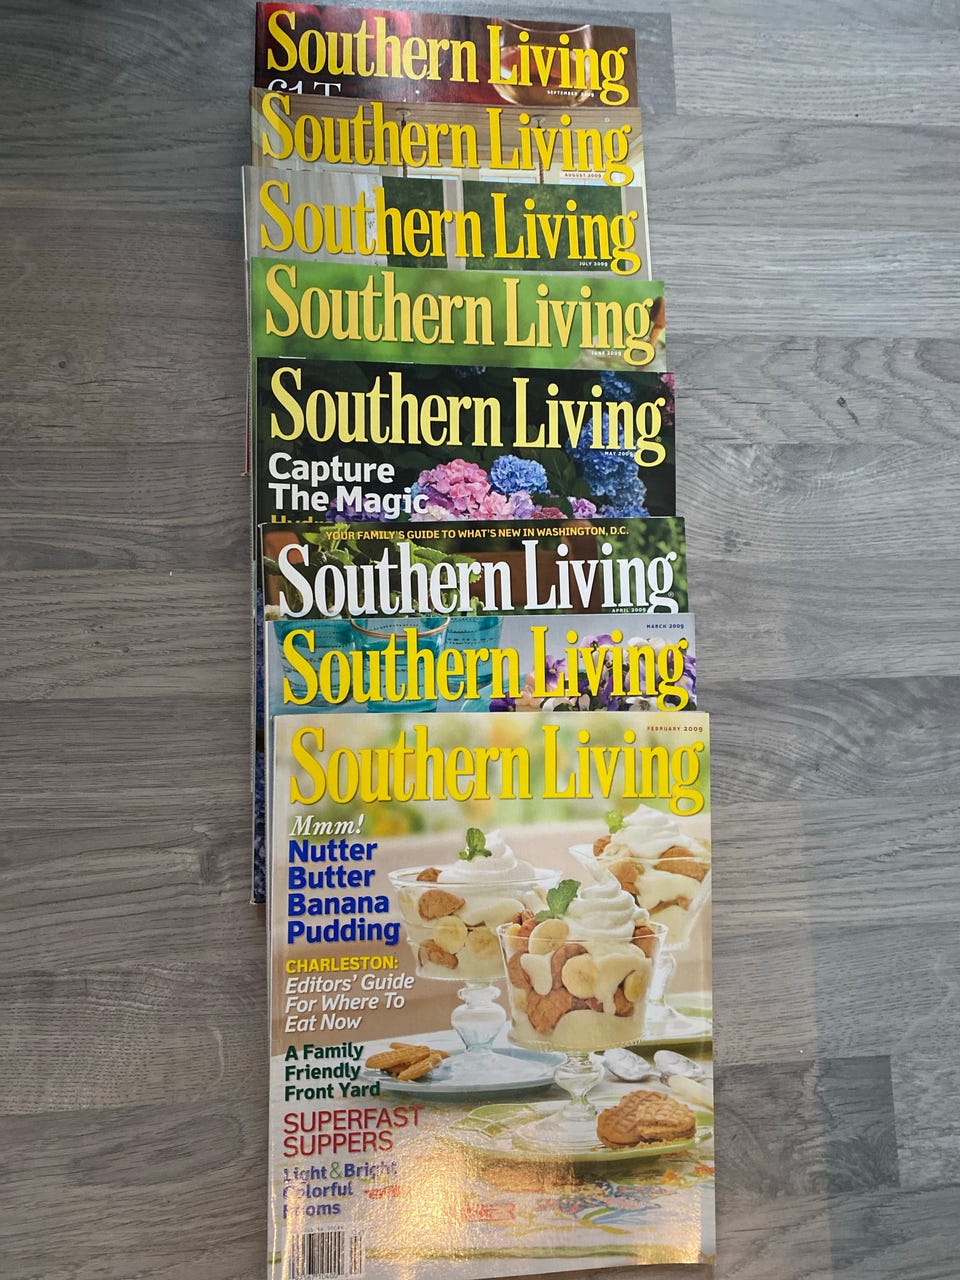 Southern Living
SEPTEMBER 2009
Southern Living
AUGUST 2009
Southern Living
JULY 2009
Southern Living
JUNE 2009
Southern Living
MAY 2009
Capture
The Magic
YOUR FAMILY'S GUIDE TO WHAT'S NEW IN WASHINGTON, D.C.
Southern Living
APRIL 2009
MARCH 2009
Southern Living
FEBRUARY 2009
Southern Living
Mmm!
Nutter
Butter
Banana
Pudding
CHARLESTON:
Editors' Guide
For Where To
Eat Now
A Family
Friendly
Front Yard
SUPERFAST
SUPPERS
Light & Bright
Colorful
Rooms